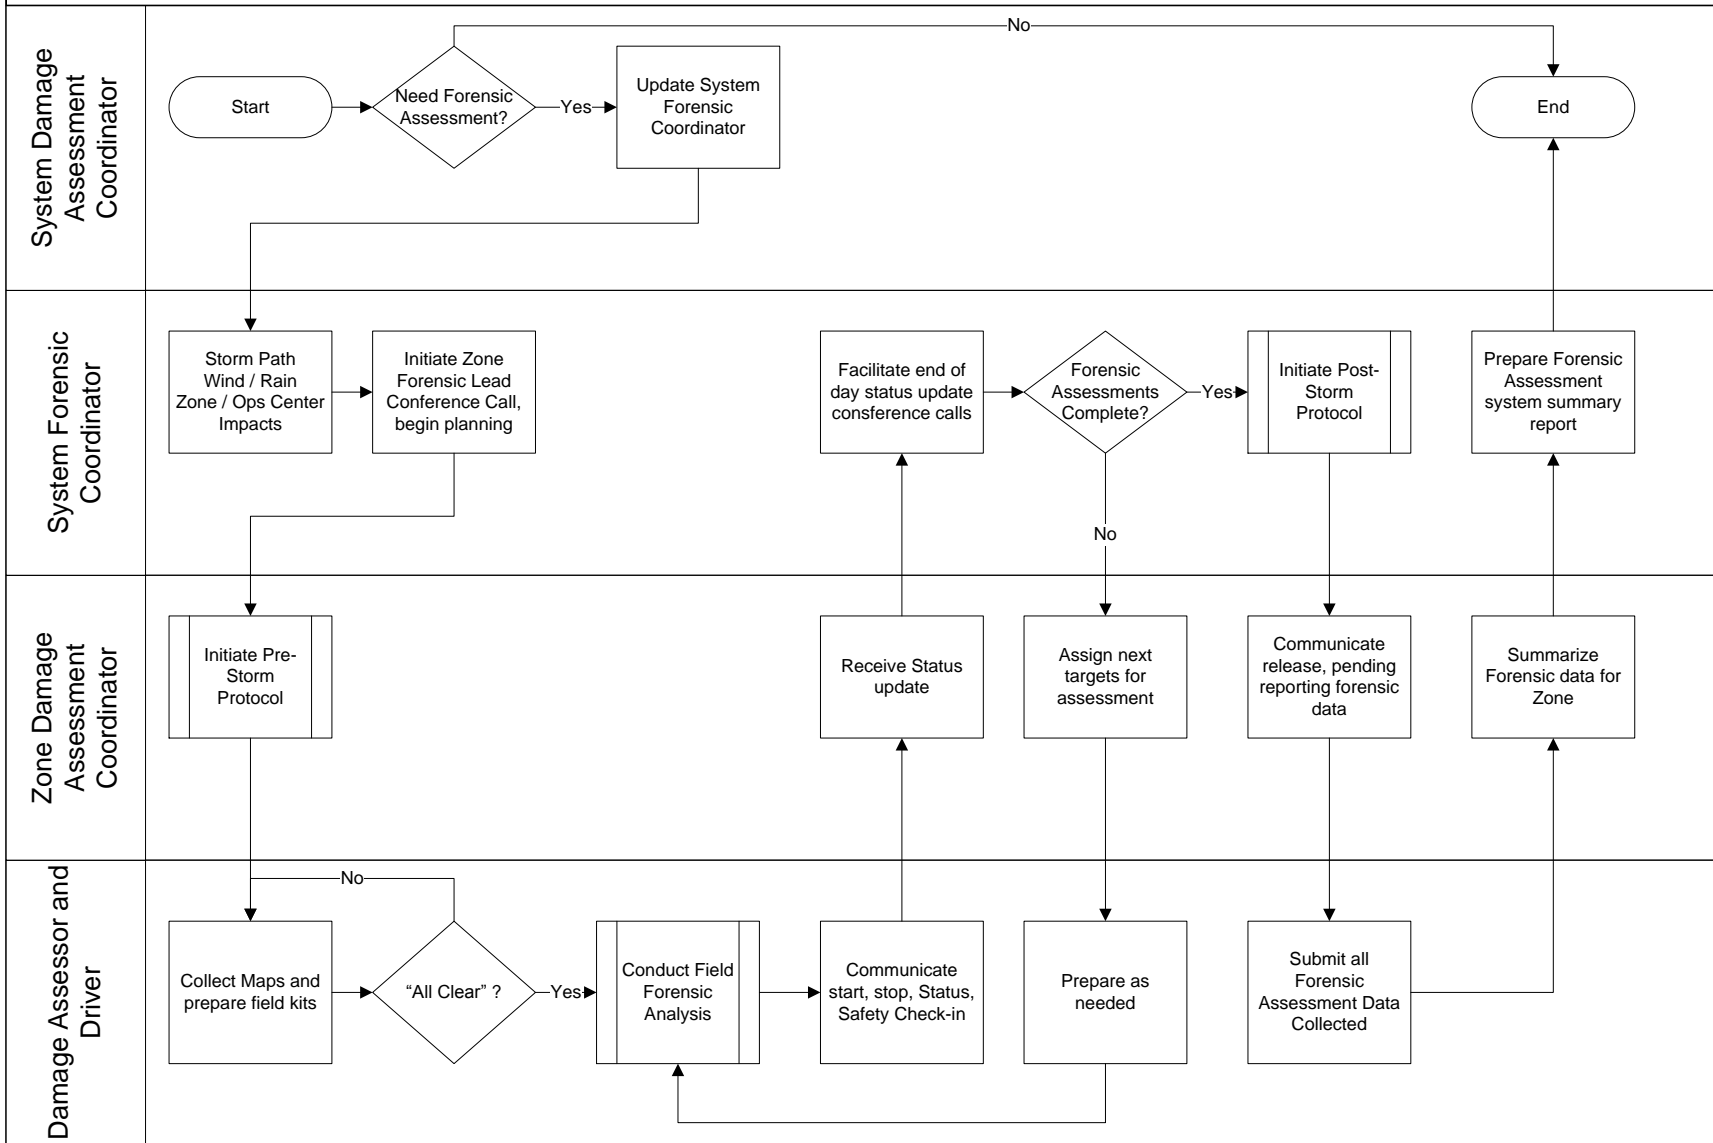 System Damage
Assessment
Coordinator
Start
Need Forensic
Assessment?
Yes
Update System
Forensic
Coordinator
No
End
System Forensic
Coordinator
Storm Path
Wind / Rain
Zone / Ops Center
Impacts
Initiate Zone
Forensic Lead
Conference Call,
begin planning
Facilitate end of
day status update
consference calls
Forensic
Assessments
Complete?
Yes
No
Initiate Post-
Storm
Protocol
Prepare Forensic
Assessment
system summary
report
Zone Damage
Assessment
Coordinator
Initiate Pre-
Storm
Protocol
Receive Status
update
Assign next
targets for
assessment
Communicate
release, pending
reporting forensic
data
Summarize
Forensic data for
Zone
Damage Assessor and
Driver
No
Collect Maps and
prepare field kits
“All Clear” ?
Yes
Conduct Field
Forensic
Analysis
Communicate
start, stop, Status,
Safety Check-in
Prepare as
needed
Submit all
Forensic
Assessment Data
Collected